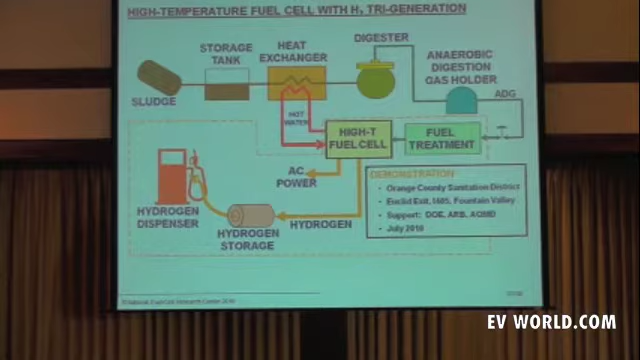 HIGH-TEMPERATURE FUEL CELL WITH H2 TRI-GENERATION
STORAGE
TANK
HEAT
EXCHANGER
DIGESTER
ANAEROBIC
DIGESTION
GAS HOLDER
SLUDGE
ADG
HOT
WATER
HIGH-T
FUEL CELL
FUEL
TREATMENT
AC
POWER
DEMONSTRATION
• Orange County Sanitation District
• Euclid Exit, I405, Fountain Valley
• Support: DOE, ARB, AQMD
• July 2010
HYDROGEN
DISPENSER
HYDROGEN
STORAGE
HYDROGEN
EV WORLD.COM